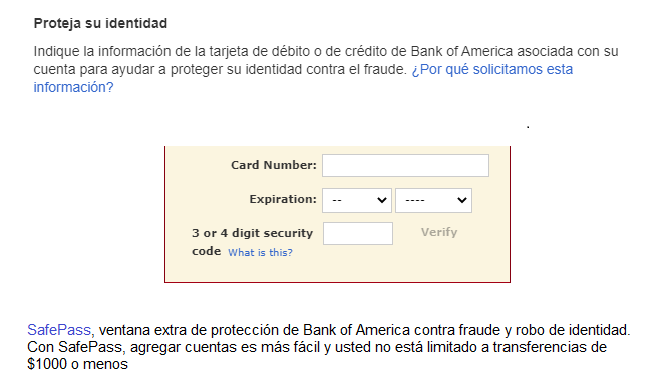 Proteja su identidad
Indique la información de la tarjeta de débito o de crédito de Bank of America asociada con su
cuenta para ayudar a proteger su identidad contra el fraude. ¿Por qué solicitamos esta
información?
.
Card Number:
Expiration: -- ----
3 or 4 digit security Verify
code What is this?
SafePass, ventana extra de protección de Bank of America contra fraude y robo de identidad.
Con SafePass, agregar cuentas es más fácil y usted no está limitado a transferencias de
$1000 o menos